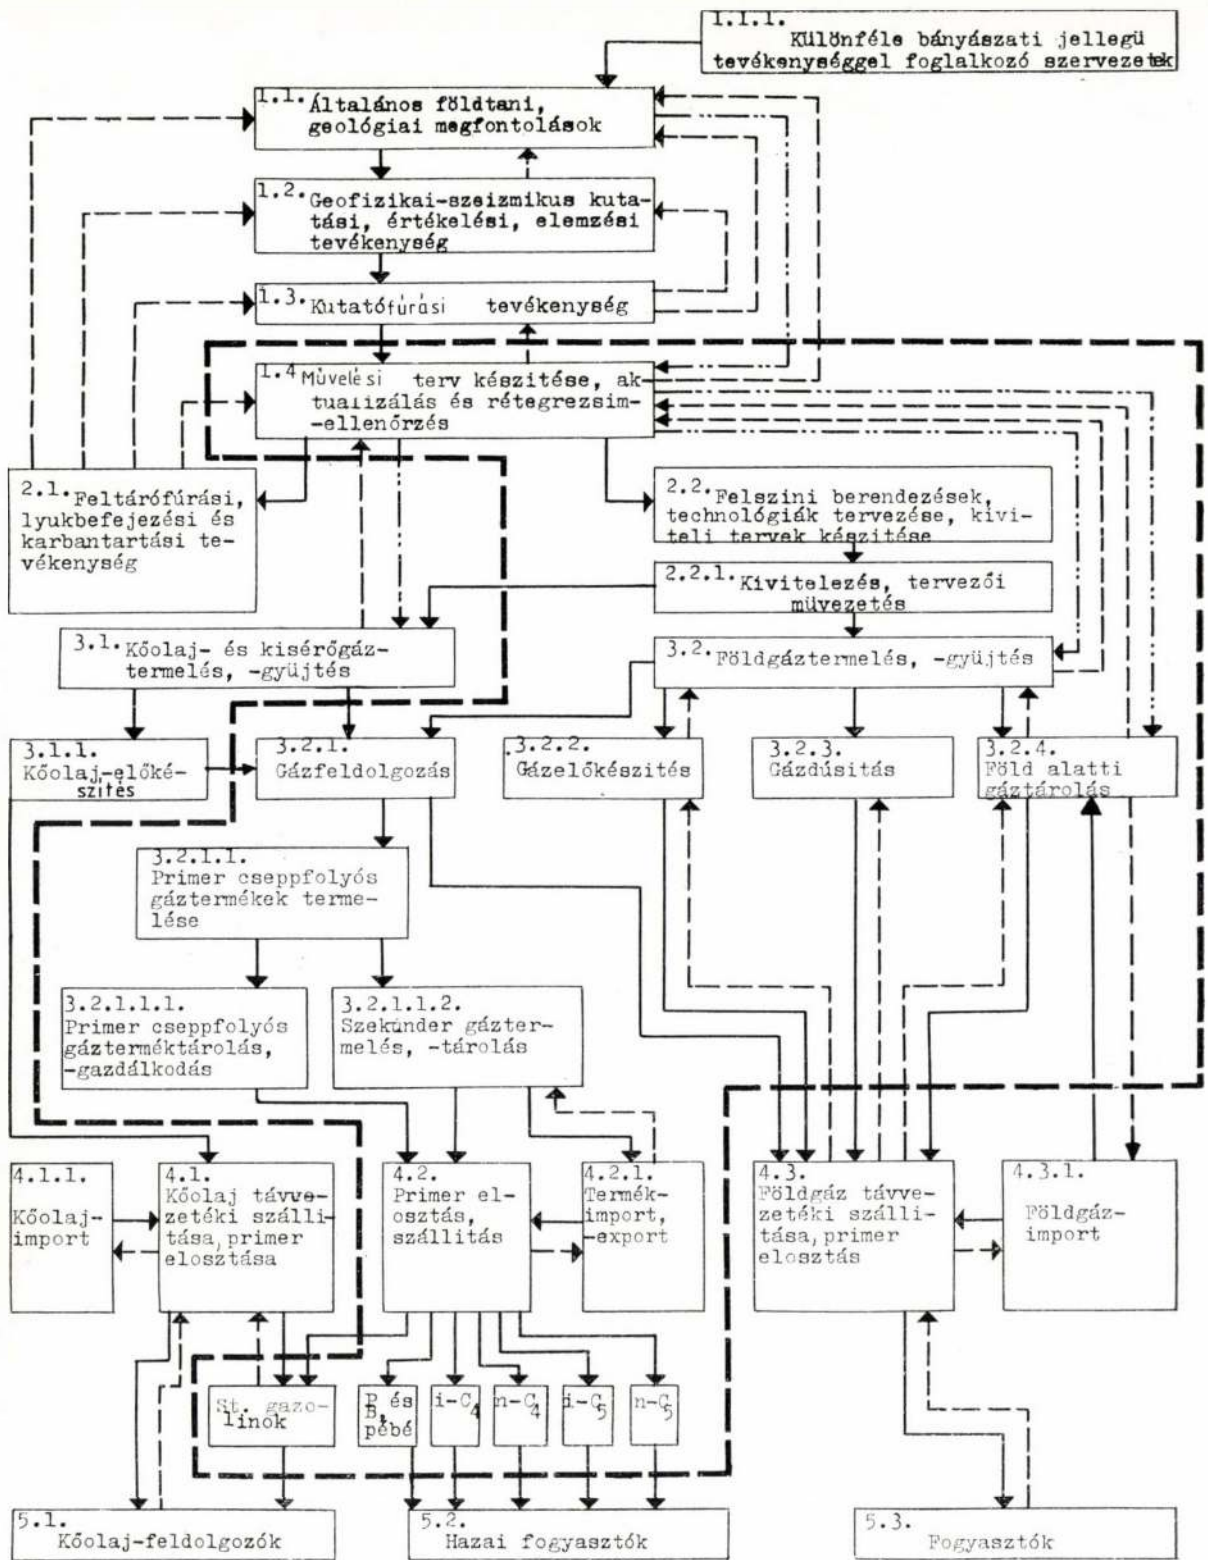 1.1.1.
Különféle bányászati jellegü
tevékenységgel foglalkozó szervezetek
1.1. Általános földtani,
geológiai megfontolások
1.2. Geofizikai-szeizmikus kuta-
tási, értékelési, elemzési
tevékenység
1.3. Kutatófúrási tevékenység
1.4 Müvelési terv készitése, ak-
tualizálás és rétegrezsim-
-ellenőrzés
2.1. Feltárófúrási,
lyukbefejezési és
karbantartási te-
vékenység
2.2. Felszini berendezések,
technológiák tervezése, kivi-
teli tervek készitése
2.2.1. Kivitelezés, tervezői
müvezetés
3.1. Kőolaj- és kisérőgáz-
termelés, -gyüjtés
3.2. Földgáztermelés, -gyüjtés
3.1.1.
Kőolaj-előké-
szítés
3.2.1.
Gázfeldolgozás
.3.2.2.
Gázelőkészités
3.2.3.
Gázdúsitás
3.2.4.
Föld alatti
gáztárolás
3.2.1.1.
Primer cseppfolyós
gáztermékek terme-
lése
3.2.1.1.1.
Primer cseppfolyós
gázterméktárolás,
-gazdálkodás
3.2.1.1.2.
Szekunder gázter-
melés, -tárolás
4.1.1.
Kőolaj-
import
4.1.
Kőolaj távve-
zetéki szálli-
tása, primer
elosztása
4.2.
Primer el-
osztás,
szállitás
4.2.1.
Termék-
import,
-export
4.3.
Földgáz távve-
zetéki szálli-
tása, primer
elosztás
4.3.1.
Földgáz-
import
St. gazo-
linok
P és
B,
pébé
i-C4
n-C4
i-C5
n-C5
5.1.
Kőolaj-feldolgozók
5.2.
Hazai fogyasztók
5.3.
Fogyasztók